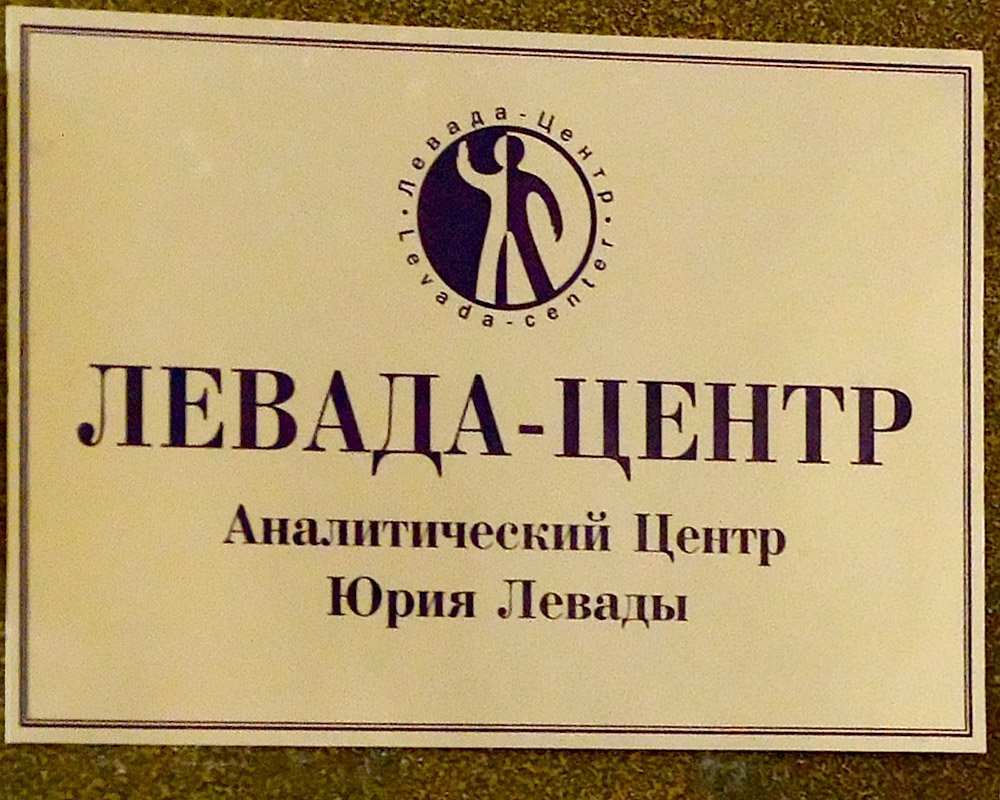 • Левада-Центр •
Levada-center
ЛЕВАДА-ЦЕНТР
Аналитический Центр
Юрия Левады